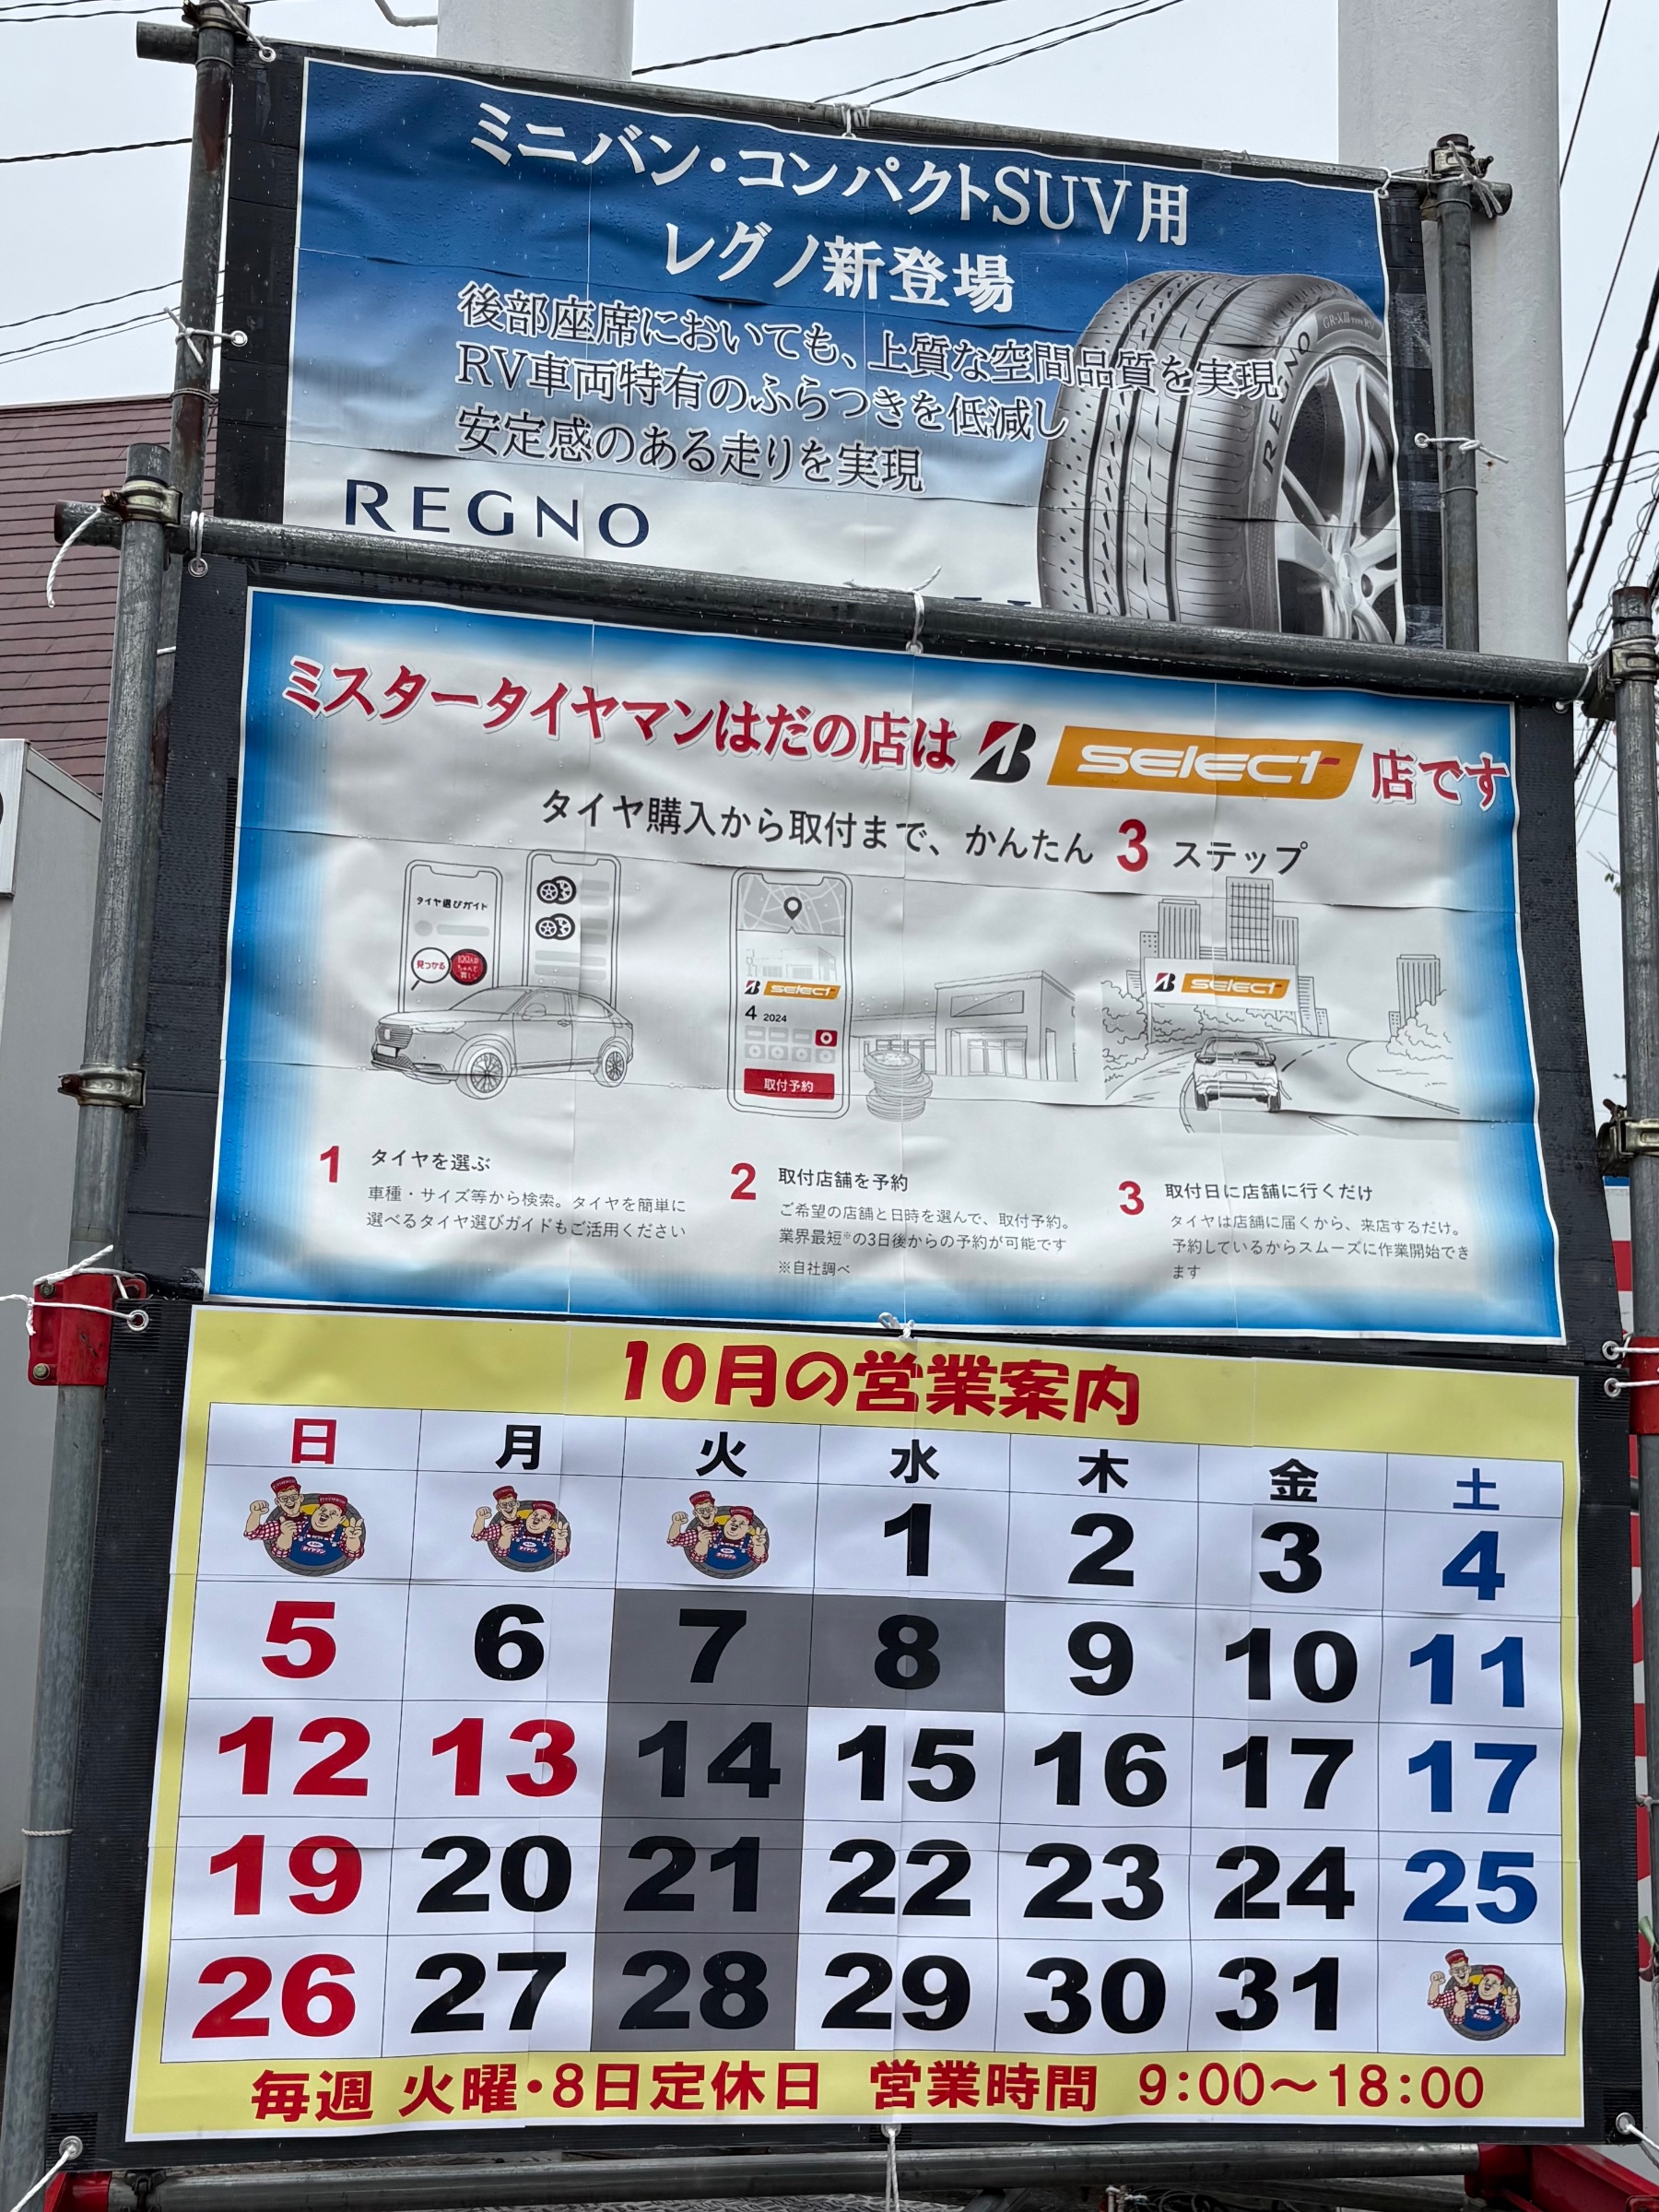 ミニバン・コンパクトSUV用
レグノ新登場
後部座席においても、上質な空間品質を実現
RV車両特有のふらつきを低減し
安定感のある走りを実現
REGNO
GR-XⅢ TYPE RV
REGNO
ミスタータイヤマンはだの店は B select 店です
タイヤ購入から取付まで、かんたん 3 ステップ
タイヤ選びガイド
見つかる
B select
4 2024
取付予約
B select
1 タイヤを選ぶ
車種・サイズ等から検索。タイヤを簡単に
選べるタイヤ選びガイドもご活用ください
2 取付店舗を予約
ご希望の店舗と日時を選んで、取付予約。
業界最短※の3日後からの予約が可能です
※自社調べ
3 取付日に店舗に行くだけ
タイヤは店舗に届くから、来店するだけ。
予約しているからスムーズに作業開始でき
ます
10月の営業案内
日 月 火 水 木 金 土
1 2 3 4
5 6 7 8 9 10 11
12 13 14 15 16 17 17
19 20 21 22 23 24 25
26 27 28 29 30 31
毎週 火曜・8日定休日 営業時間 9:00～18:00